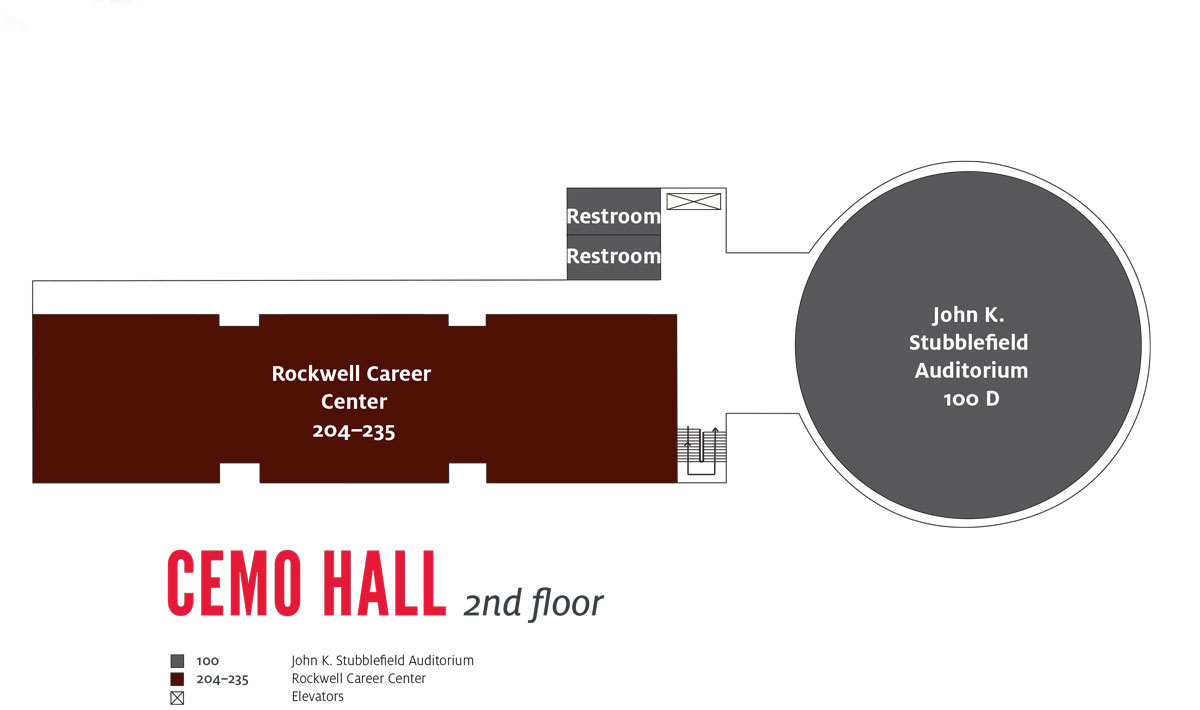 Restroom
Restroom
John K.
Stubblefield
Auditorium
100 D
Rockwell Career
Center
204–235
CEMO HALL 2nd floor
100 John K. Stubblefield Auditorium
204–235 Rockwell Career Center
Elevators